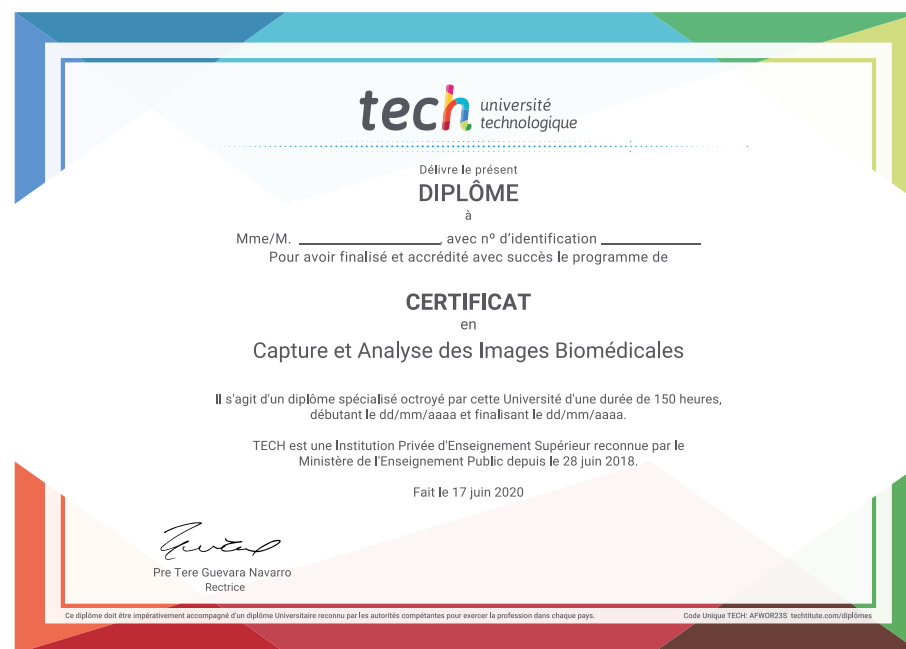 tech université
technologique
Délivre le présent
DIPLÔME
à
Mme/M. ____________________, avec nº d'identification ______________
Pour avoir finalisé et accrédité avec succès le programme de
CERTIFICAT
en
Capture et Analyse des Images Biomédicales
Il s'agit d'un diplôme spécialisé octroyé par cette Université d'une durée de 150 heures,
débutant le dd/mm/aaaa et finalisant le dd/mm/aaaa.
TECH est une Institution Privée d'Enseignement Supérieur reconnue par le
Ministère de l'Enseignement Public depuis le 28 juin 2018.
Fait le 17 juin 2020
Pre Tere Guevara Navarro
Rectrice
Ce diplôme doit être impérativement accompagné d'un diplôme Universitaire reconnu par les autorités compétentes pour exercer la profession dans chaque pays.
Code Unique TECH: AFWOR23S techtitute.com/diplômes